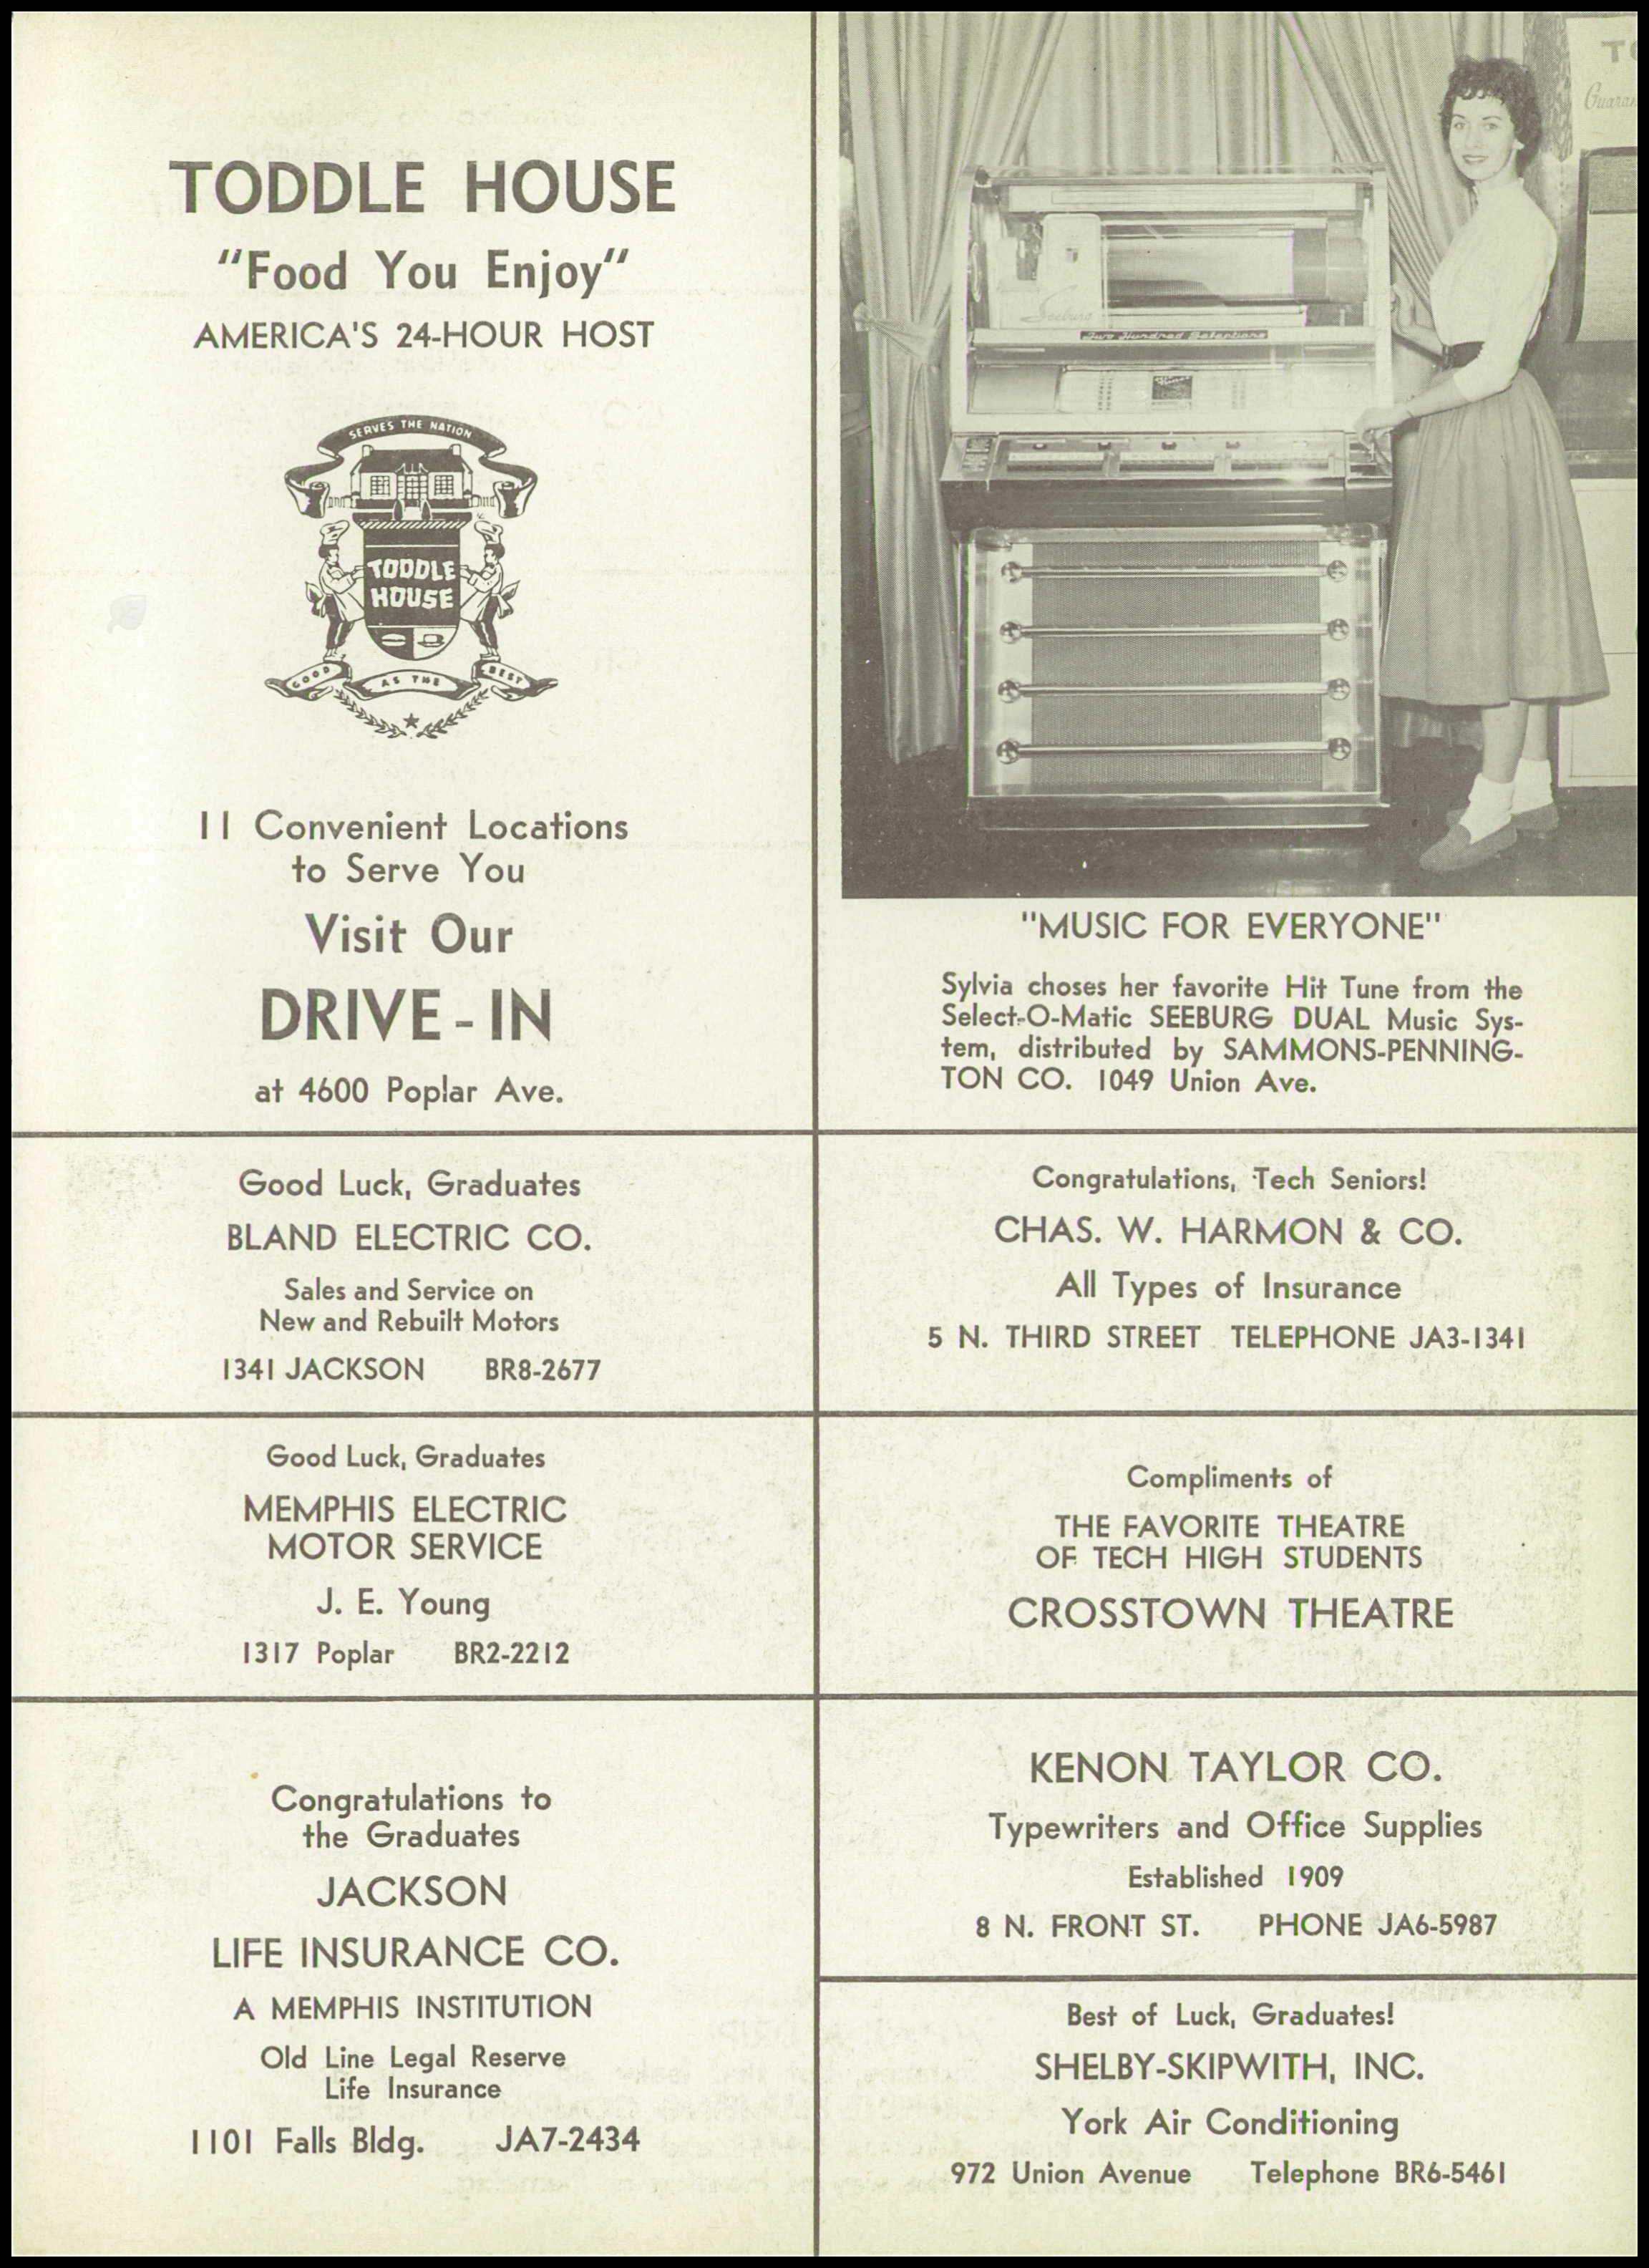 TODDLE HOUSE
"Food You Enjoy"
AMERICA'S 24-HOUR HOST
SERVES THE NATION
TODDLE
HOUSE
GOOD AS THE BEST
11 Convenient Locations
to Serve You
Visit Our
DRIVE-IN
at 4600 Poplar Ave.
TO
Guaran
Seeburg
Two Hundred Selections
"MUSIC FOR EVERYONE"
Sylvia choses her favorite Hit Tune from the
Select-O-Matic SEEBURG DUAL Music Sys-
tem, distributed by SAMMONS-PENNING-
TON CO. 1049 Union Ave.
Good Luck, Graduates
BLAND ELECTRIC CO.
Sales and Service on
New and Rebuilt Motors
1341 JACKSON BR8-2677
Congratulations, Tech Seniors!
CHAS. W. HARMON & CO.
All Types of Insurance
5 N. THIRD STREET TELEPHONE JA3-1341
Good Luck, Graduates
MEMPHIS ELECTRIC
MOTOR SERVICE
J. E. Young
1317 Poplar BR2-2212
Compliments of
THE FAVORITE THEATRE
OF TECH HIGH STUDENTS
CROSSTOWN THEATRE
Congratulations to
the Graduates
JACKSON
LIFE INSURANCE CO.
A MEMPHIS INSTITUTION
Old Line Legal Reserve
Life Insurance
1101 Falls Bldg. JA7-2434
KENON TAYLOR CO.
Typewriters and Office Supplies
Established 1909
8 N. FRONT ST. PHONE JA6-5987
Best of Luck, Graduates!
SHELBY-SKIPWITH, INC.
York Air Conditioning
972 Union Avenue Telephone BR6-5461